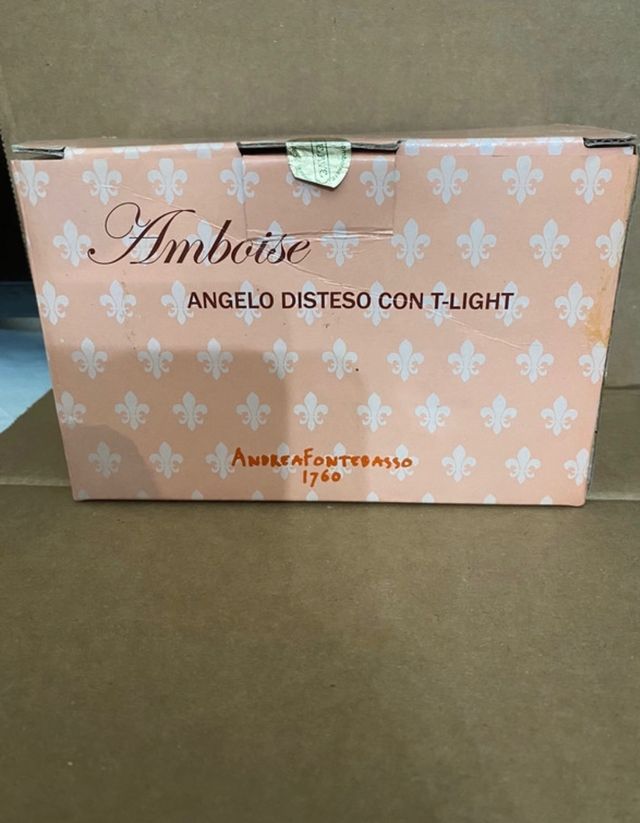 Amboise
ANGELO DISTESO CON T-LIGHT
ANDREAFONTEBASSO
1760